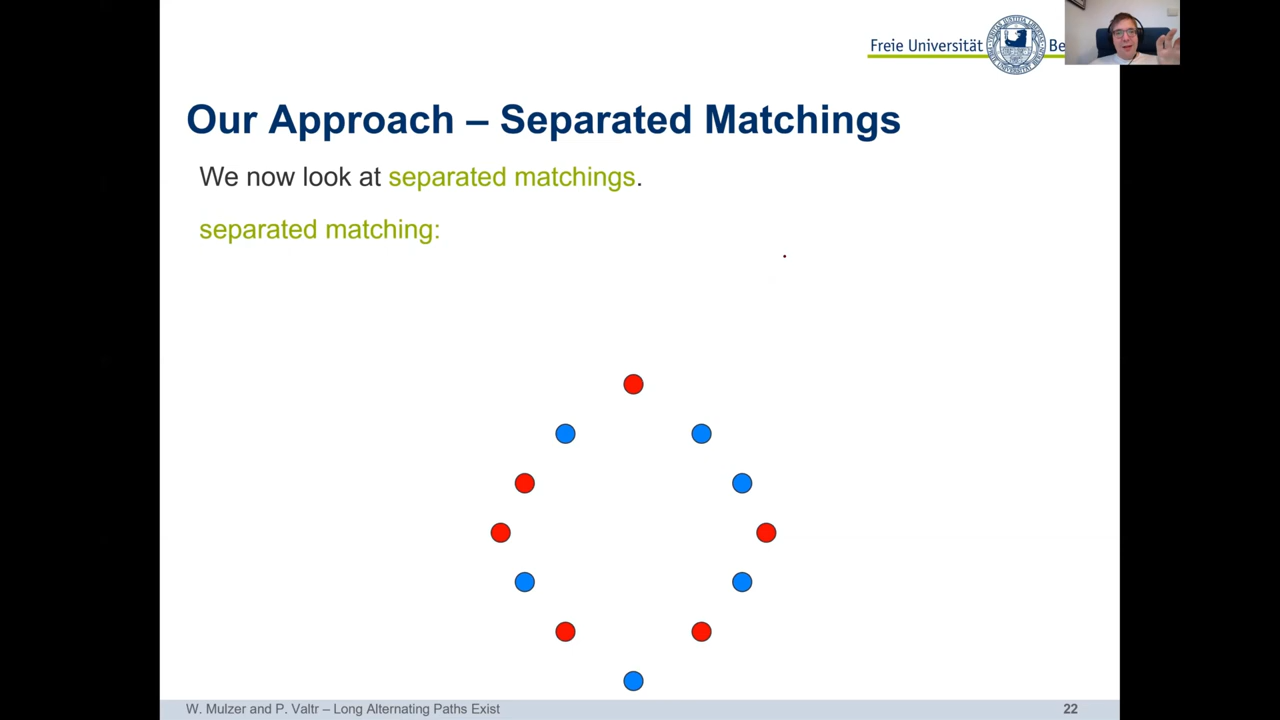 Freie Universität Be
Our Approach – Separated Matchings
We now look at separated matchings.
separated matching:
W. Mulzer and P. Valtr – Long Alternating Paths Exist
22